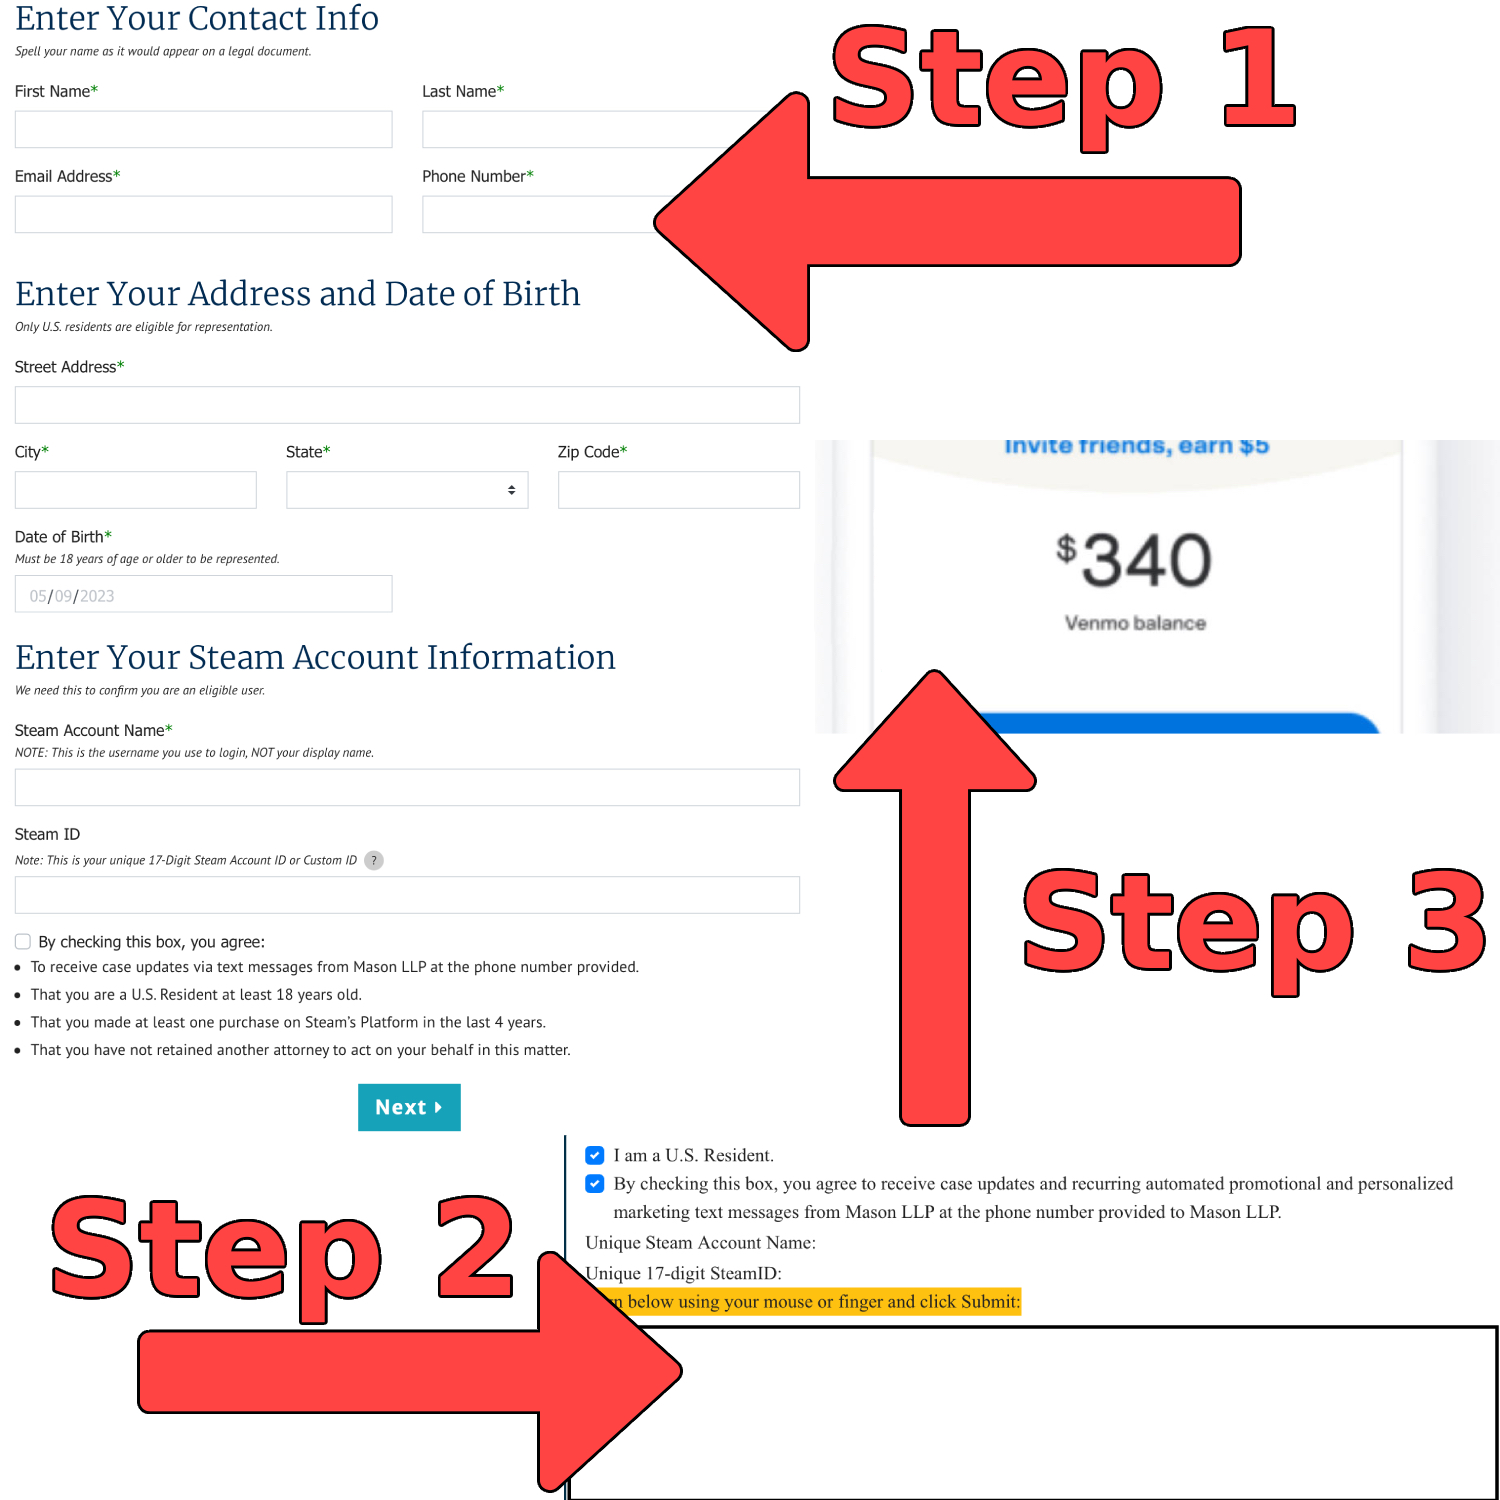 Enter Your Contact Info
Spell your name as it would appear on a legal document.
First Name*
Last Name*
Email Address*
Phone Number*
Step 1
Enter Your Address and Date of Birth
Only U.S. residents are eligible for representation.
Street Address*
City*
State*
Zip Code*
Date of Birth*
Must be 18 years of age or older to be represented.
05/09/2023
Invite friends, earn $5
$340
Venmo balance
Enter Your Steam Account Information
We need this to confirm you are an eligible user.
Steam Account Name*
NOTE: This is the username you use to login, NOT your display name.
Steam ID
Note: This is your unique 17-Digit Steam Account ID or Custom ID ?
Step 3
By checking this box, you agree:
• To receive case updates via text messages from Mason LLP at the phone number provided.
• That you are a U.S. Resident at least 18 years old.
• That you made at least one purchase on Steam's Platform in the last 4 years.
• That you have not retained another attorney to act on your behalf in this matter.
Next
Step 2
I am a U.S. Resident.
By checking this box, you agree to receive case updates and recurring automated promotional and personalized
marketing text messages from Mason LLP at the phone number provided to Mason LLP.
Unique Steam Account Name:
Unique 17-digit SteamID:
below using your mouse or finger and click Submit: